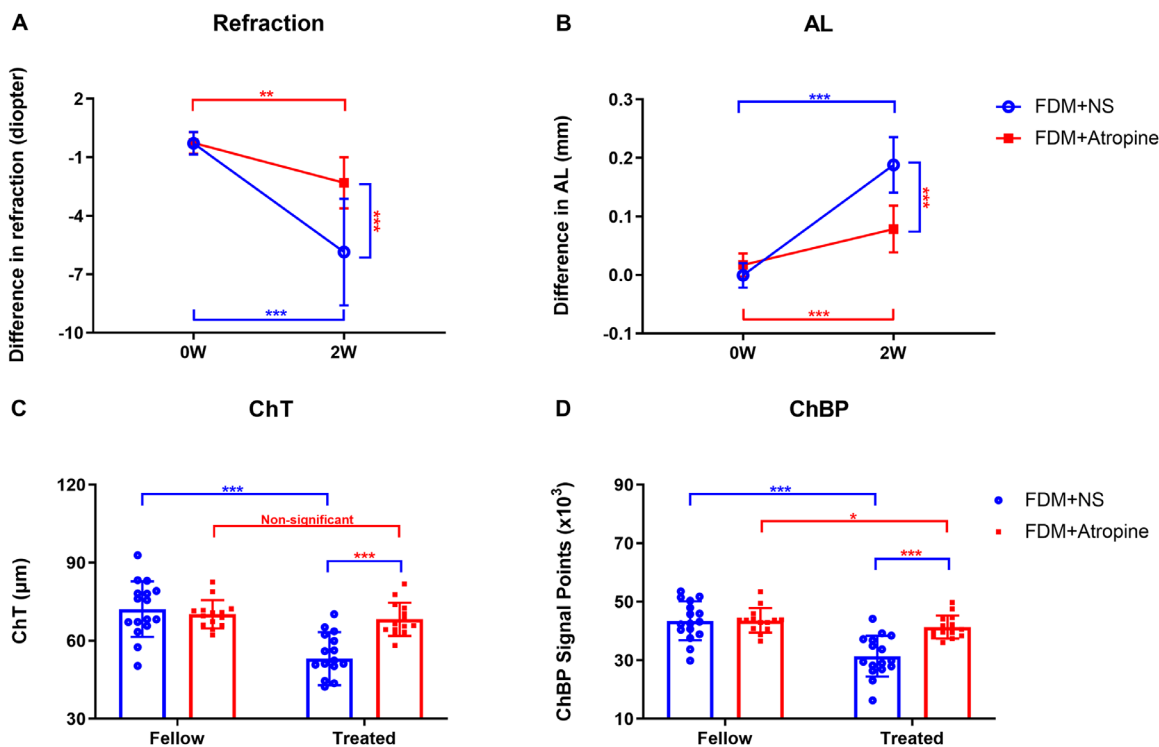 A
Refraction
Difference in refraction (diopter)
2
-1
-4
-7
-10
**
***
***
0W
2W
B
AL
Difference in AL (mm)
0.3
0.2
0.1
0.0
-0.1
***
***
***
0W
2W
FDM+NS
FDM+Atropine
C
ChT
ChT (µm)
120
90
60
30
***
Non-significant
***
Fellow
Treated
D
ChBP
ChBP Signal Points (x10³)
90
70
50
30
10
***
*
***
Fellow
Treated
FDM+NS
FDM+Atropine